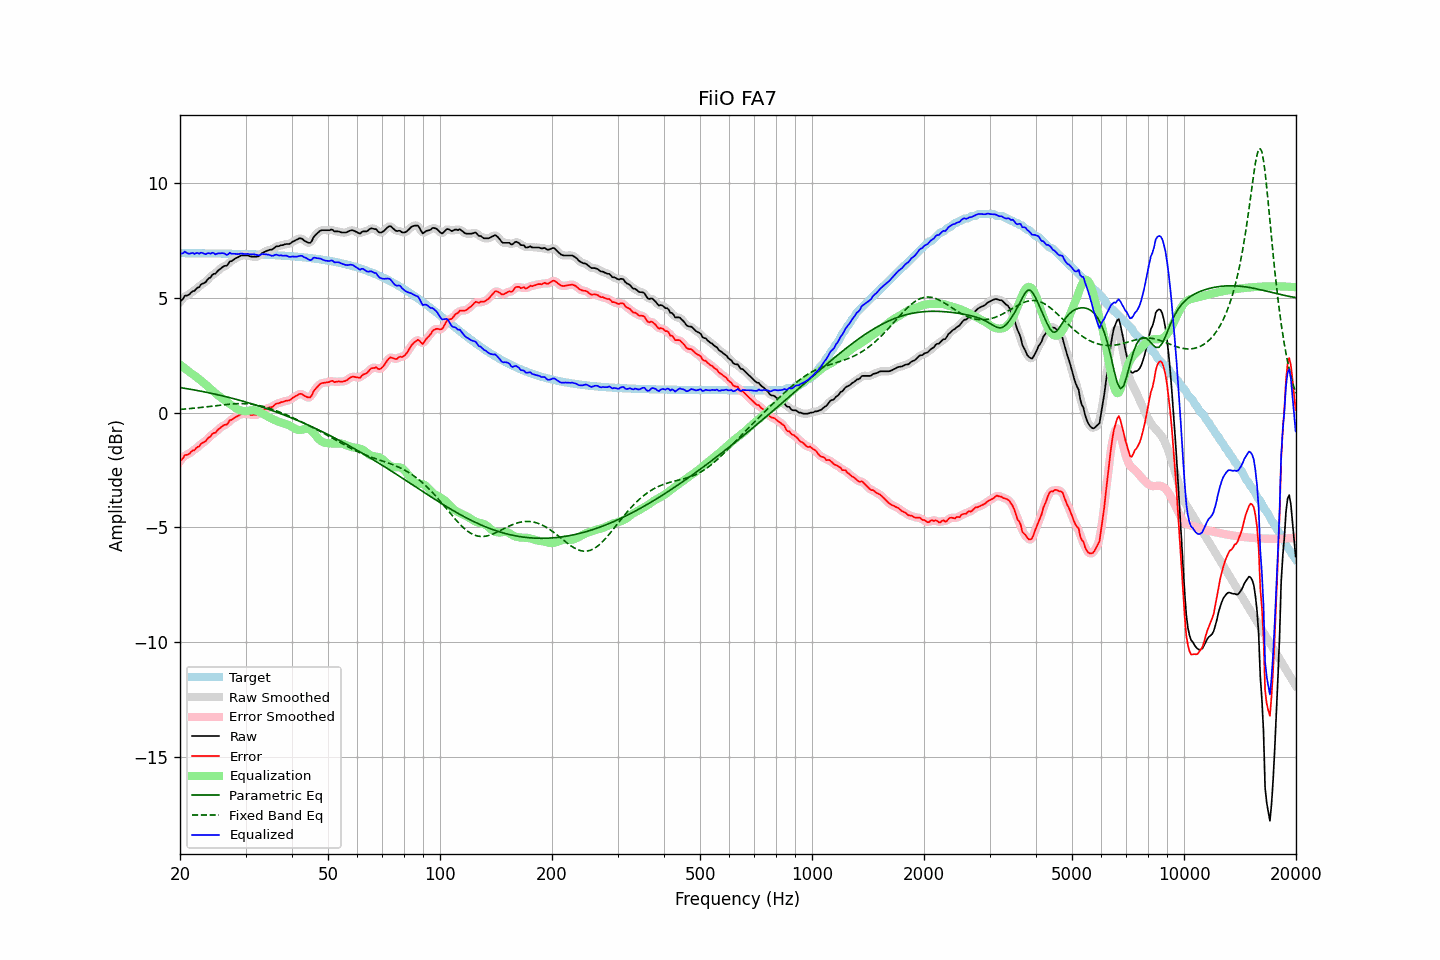 FiiO FA7
Amplitude (dBr)
10
5
0
−5
−10
−15
Target
Raw Smoothed
Error Smoothed
Raw
Error
Equalization
Parametric Eq
Fixed Band Eq
Equalized
20 50 100 200 500 1000 2000 5000 10000 20000
Frequency (Hz)